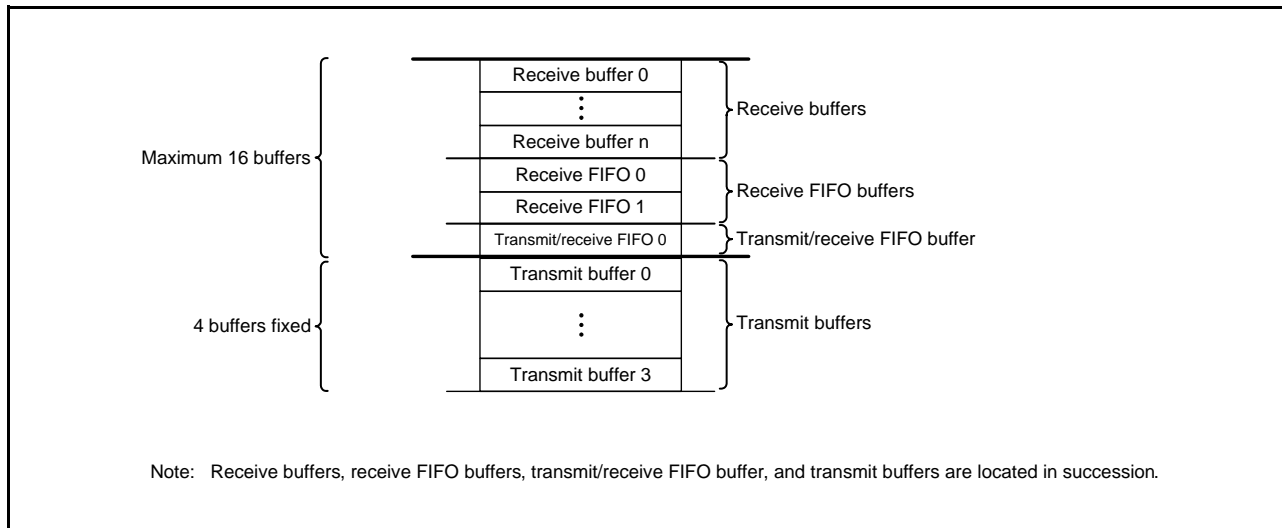 Maximum 16 buffers
4 buffers fixed
Receive buffer 0
Receive buffer n
Receive FIFO 0
Receive FIFO 1
Transmit/receive FIFO 0
Transmit buffer 0
Transmit buffer 3
Receive buffers
Receive FIFO buffers
Transmit/receive FIFO buffer
Transmit buffers
Note: Receive buffers, receive FIFO buffers, transmit/receive FIFO buffer, and transmit buffers are located in succession.